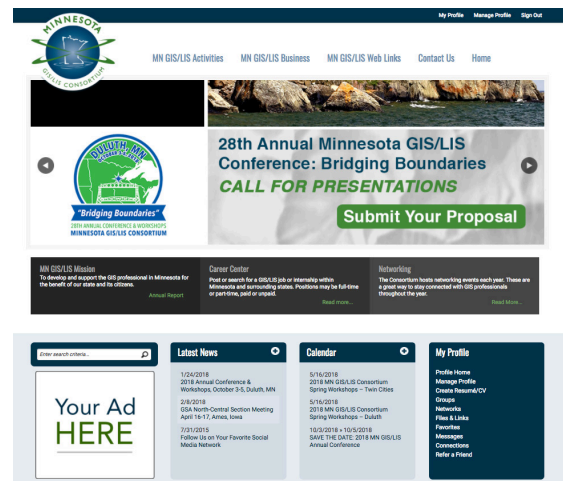 My Profile Manage Profile Sign Out
MINNESOTA
GIS/LIS CONSORTIUM
MN GIS/LIS Activities MN GIS/LIS Business MN GIS/LIS Web Links Contact Us Home
DULUTH, MN
"Bridging Boundaries"
28TH ANNUAL CONFERENCE & WORKSHOPS
MINNESOTA GIS/LIS CONSORTIUM
28th Annual Minnesota GIS/LIS
Conference: Bridging Boundaries
CALL FOR PRESENTATIONS
Submit Your Proposal
MN GIS/LIS Mission
To develop and support the GIS professional in Minnesota for
the benefit of our state and its citizens.
Annual Report
Career Center
Post or search for a GIS/LIS job or internship within
Minnesota and surrounding states. Positions may be full-time
or part-time, paid or unpaid.
Read more...
Networking
The Consortium hosts networking events each year. These are
a great way to stay connected with GIS professionals
throughout the year.
Read More...
Enter search criteria...
Your Ad
HERE
Latest News
1/24/2018
2018 Annual Conference &
Workshops, October 3-5, Duluth, MN
2/8/2018
GSA North-Central Section Meeting
April 16-17, Ames, Iowa
7/31/2015
Follow Us on Your Favorite Social
Media Network
Calendar
5/16/2018
2018 MN GIS/LIS Consortium
Spring Workshops – Twin Cities
5/16/2018
2018 MN GIS/LIS Consortium
Spring Workshops – Duluth
10/3/2018 » 10/5/2018
SAVE THE DATE: 2018 MN GIS/LIS
Annual Conference
My Profile
Profile Home
Manage Profile
Create Resumé/CV
Groups
Networks
Files & Links
Favorites
Messages
Connections
Refer a Friend